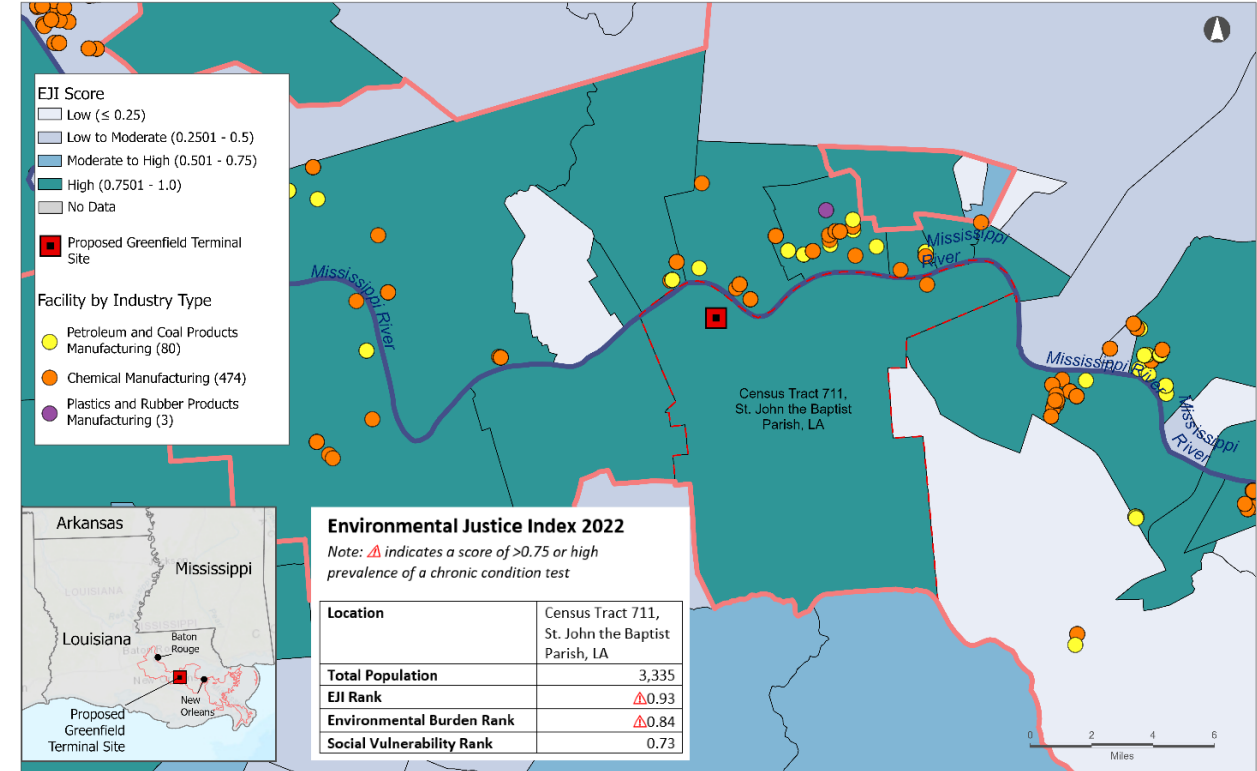 EJI Score
Low (≤ 0.25)
Low to Moderate (0.2501 - 0.5)
Moderate to High (0.501 - 0.75)
High (0.7501 - 1.0)
No Data
Proposed Greenfield Terminal
Site
Facility by Industry Type
Petroleum and Coal Products
Manufacturing (80)
Chemical Manufacturing (474)
Plastics and Rubber Products
Manufacturing (3)
Mississippi River
Mississippi
River
Mississippi River
Mississippi
River
Census Tract 711,
St. John the Baptist
Parish, LA
Arkansas
Mississippi
LOUISIANA
MISSISSIPPI
Louisiana
Baton
Rouge
New
Orleans
Proposed
Greenfield
Terminal Site
Environmental Justice Index 2022
Note: ⚠ indicates a score of >0.75 or high
prevalence of a chronic condition test
Location Census Tract 711,
St. John the Baptist
Parish, LA
Total Population 3,335
EJI Rank ⚠0.93
Environmental Burden Rank ⚠0.84
Social Vulnerability Rank 0.73
0 2 4 6
Miles